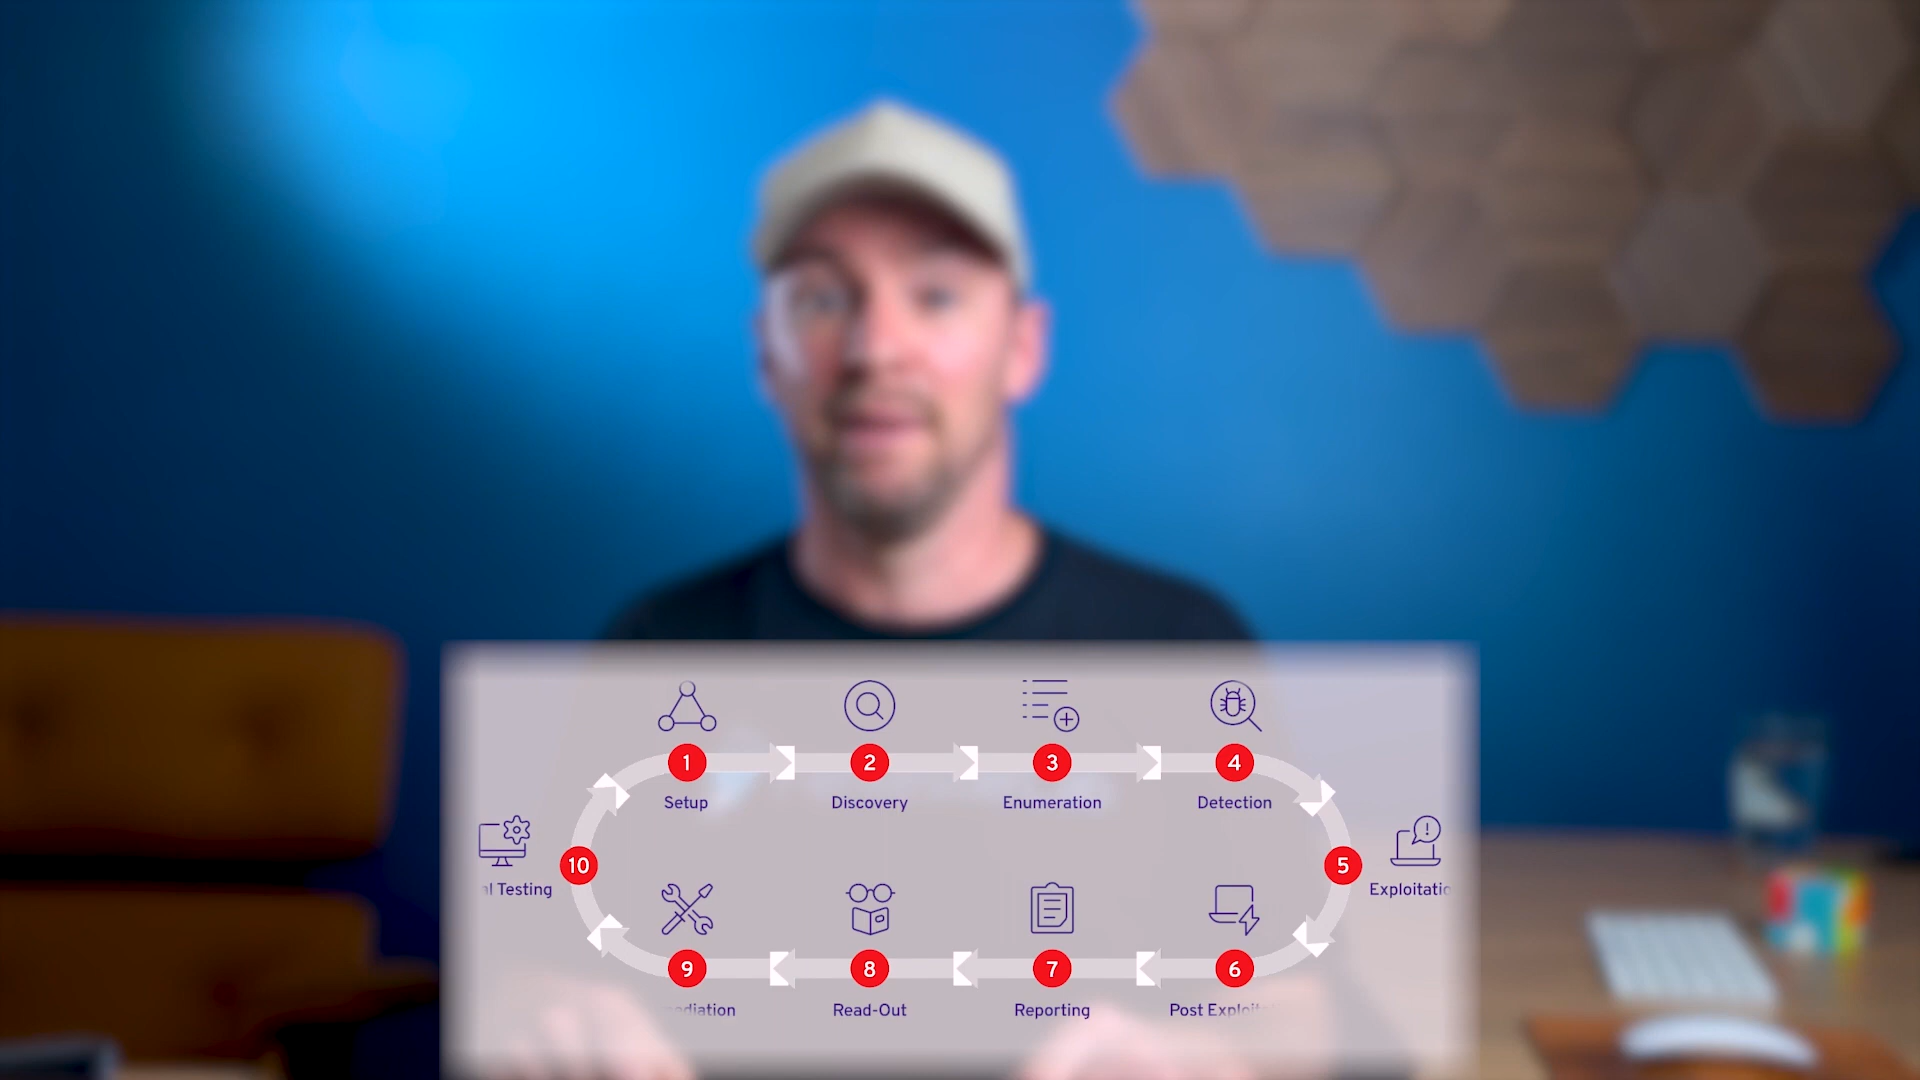 1 2 3 4
Setup Discovery Enumeration Detection
10 5
l Testing Exploitatio
9 8 7 6
ediation Read-Out Reporting Post Exploita